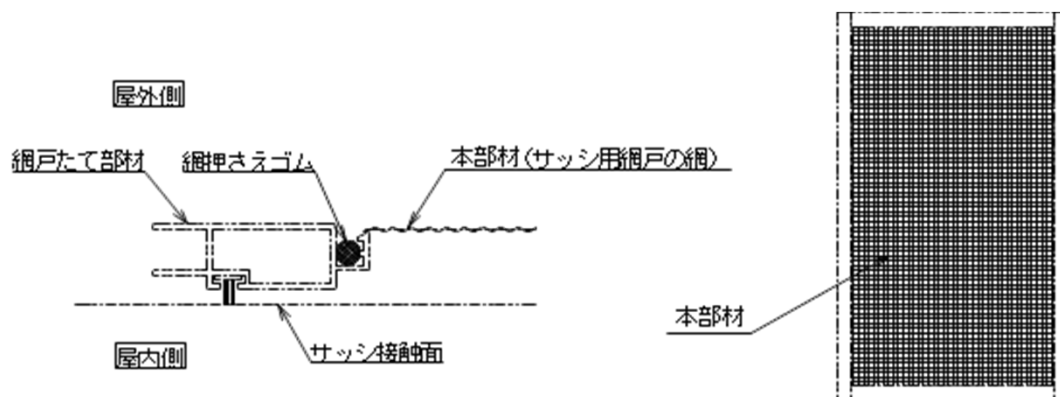 屋外側
網戸たて部材
網押さえゴム
本部材(サッシ用網戸の網)
本部材
サッシ接触面
屋内側